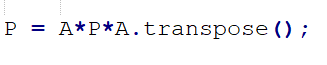 P = A*P*A.transpose();